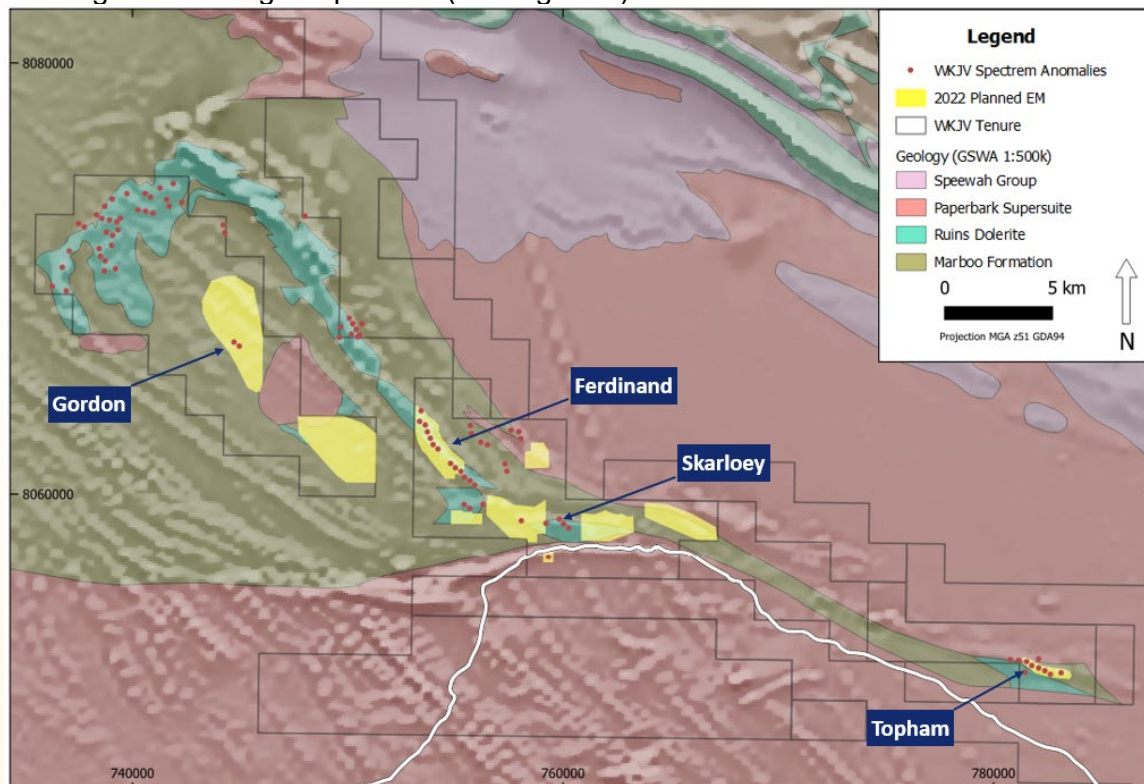 8080000
Legend
WKJV Spectrem Anomalies
2022 Planned EM
WKJV Tenure
Geology (GSWA 1:500k)
Speewah Group
Paperbark Supersuite
Ruins Dolerite
Marboo Formation
0 5 km
Projection MGA z51 GDA94
N
Gordon
Ferdinand
Skarloey
8060000
Topham
740000 760000 780000